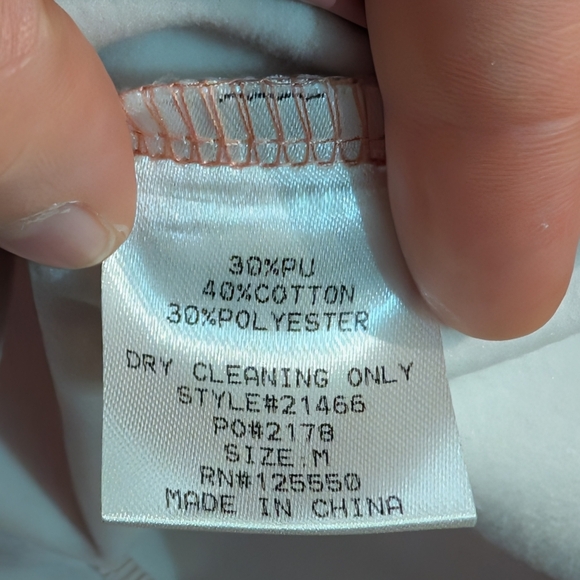 30%PU
40%COTTON
30%POLYESTER
DRY CLEANING ONLY
STYLE#21466
PO#2178
SIZE:M
RN#125550
MADE IN CHINA